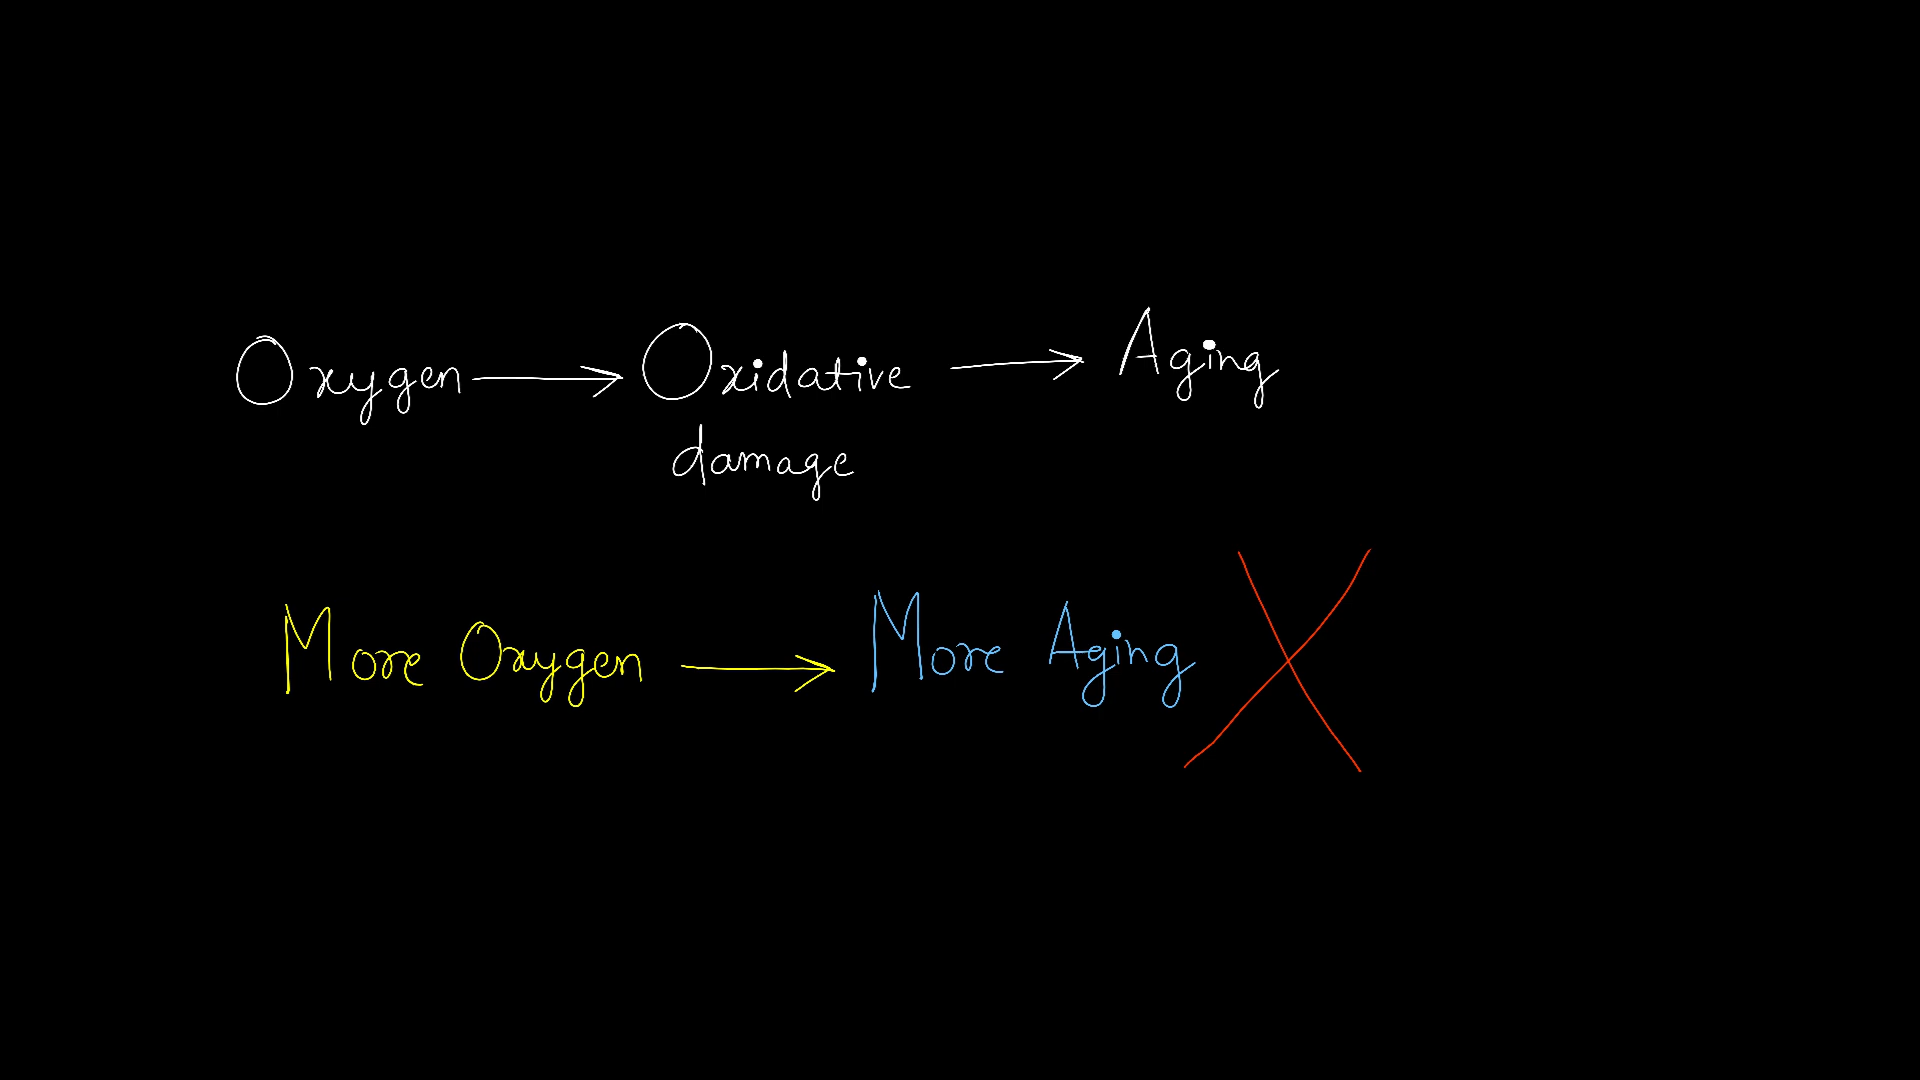 Oxygen → Oxidative → Aging
damage
More Oxygen → More Aging X